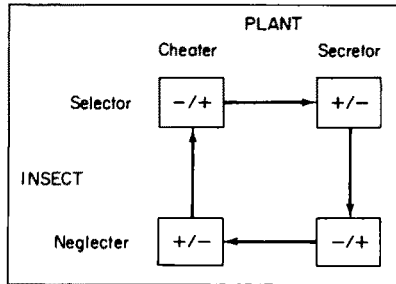 PLANT
Cheater Secretor
Selector -/+ +/-
INSECT
Neglecter +/- -/+